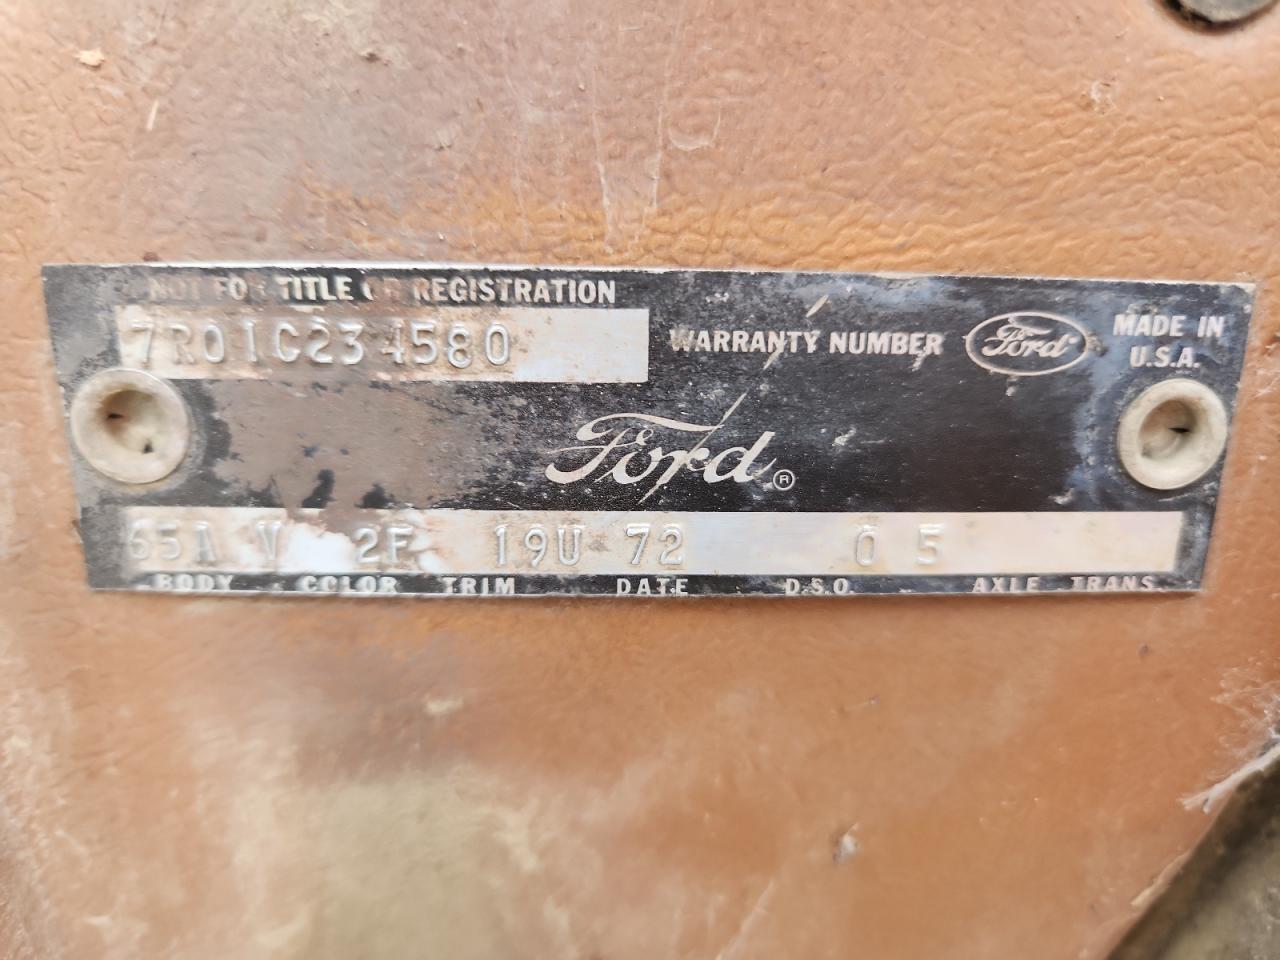 NOT FOR TITLE OR REGISTRATION
7R01C234580
WARRANTY NUMBER
Ford
MADE IN
U.S.A.
Ford ®
65A V 2F 19U 72 0 5
BODY COLOR TRIM DATE D.S.O. AXLE TRANS.